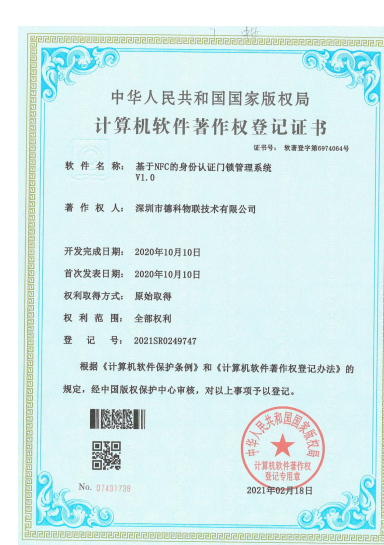 中华人民共和国国家版权局
计算机软件著作权登记证书
证书号： 软著登字第6974064号
软 件 名 称： 基于NFC的身份认证门锁管理系统
V1.0
著 作 权 人： 深圳市德科物联技术有限公司
开发完成日期： 2020年10月10日
首次发表日期： 2020年10月10日
权利取得方式： 原始取得
权 利 范 围： 全部权利
登 记 号： 2021SR0249747
根据《计算机软件保护条例》和《计算机软件著作权登记办法》的
规定，经中国版权保护中心审核，对以上事项予以登记。
中华人民共和国国家版权局
计算机软件著作权
登记专用章
No. 07431738
2021年02月18日